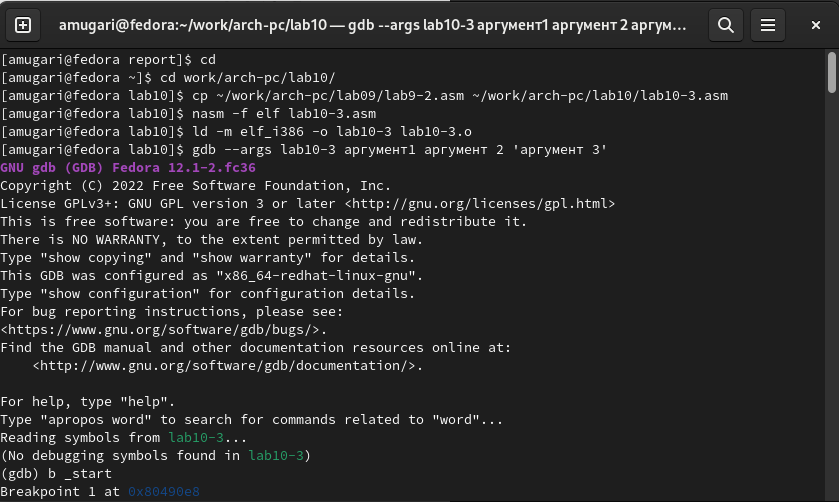 amugari@fedora:~/work/arch-pc/lab10 — gdb --args lab10-3 аргумент1 аргумент 2 аргум...
[amugari@fedora report]$ cd
[amugari@fedora ~]$ cd work/arch-pc/lab10/
[amugari@fedora lab10]$ cp ~/work/arch-pc/lab09/lab9-2.asm ~/work/arch-pc/lab10/lab10-3.asm
[amugari@fedora lab10]$ nasm -f elf lab10-3.asm
[amugari@fedora lab10]$ ld -m elf_i386 -o lab10-3 lab10-3.o
[amugari@fedora lab10]$ gdb --args lab10-3 аргумент1 аргумент 2 'аргумент 3'
GNU gdb (GDB) Fedora 12.1-2.fc36
Copyright (C) 2022 Free Software Foundation, Inc.
License GPLv3+: GNU GPL version 3 or later <http://gnu.org/licenses/gpl.html>
This is free software: you are free to change and redistribute it.
There is NO WARRANTY, to the extent permitted by law.
Type "show copying" and "show warranty" for details.
This GDB was configured as "x86_64-redhat-linux-gnu".
Type "show configuration" for configuration details.
For bug reporting instructions, please see:
<https://www.gnu.org/software/gdb/bugs/>.
Find the GDB manual and other documentation resources online at:
    <http://www.gnu.org/software/gdb/documentation/>.

For help, type "help".
Type "apropos word" to search for commands related to "word"...
Reading symbols from lab10-3...
(No debugging symbols found in lab10-3)
(gdb) b _start
Breakpoint 1 at 0x80490e8